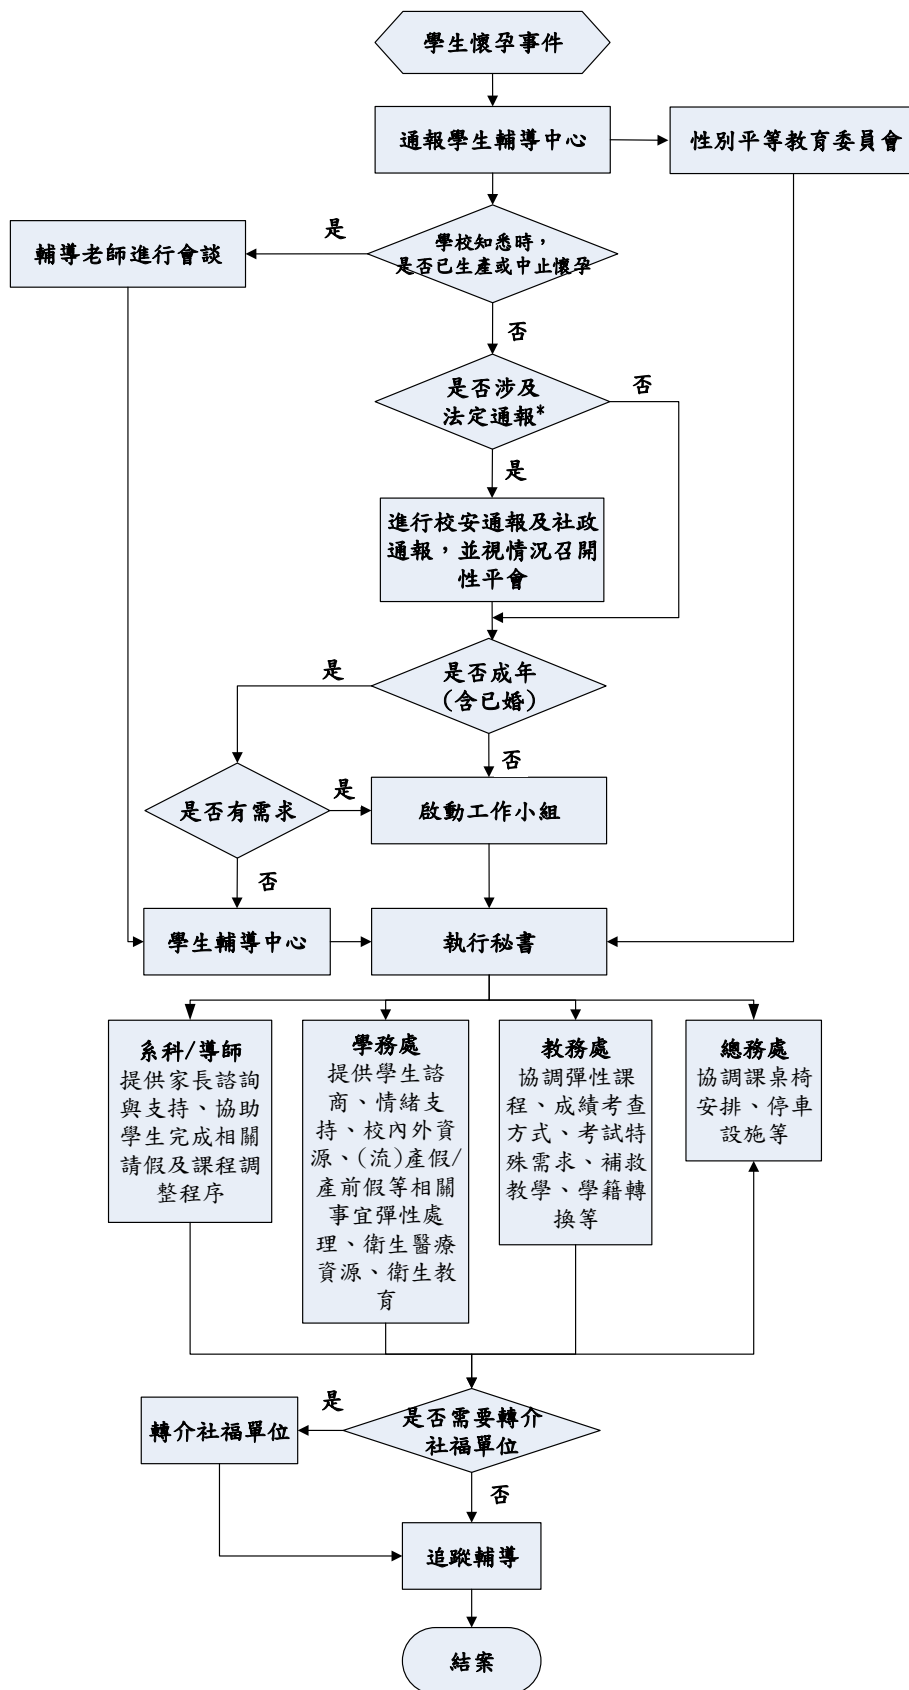 學生懷孕事件
通報學生輔導中心
性別平等教育委員會
是
學校知悉時，
是否已生產或中止懷孕
輔導老師進行會談
否
是否涉及
法定通報*
否
是
進行校安通報及社政
通報，並視情況召開
性平會
是
是否成年
(含已婚)
否
是否有需求
是
啟動工作小組
否
學生輔導中心
執行秘書
系科/導師
提供家長諮詢
與支持、協助
學生完成相關
請假及課程調
整程序
學務處
提供學生諮
商、情緒支
持、校內外資
源、(流)產假/
產前假等相關
事宜彈性處
理、衛生醫療
資源、衛生教
育
教務處
協調彈性課
程、成績考查
方式、考試特
殊需求、補救
教學、學籍轉
換等
總務處
協調課桌椅
安排、停車
設施等
是
轉介社福單位
是否需要轉介
社福單位
否
追蹤輔導
結案